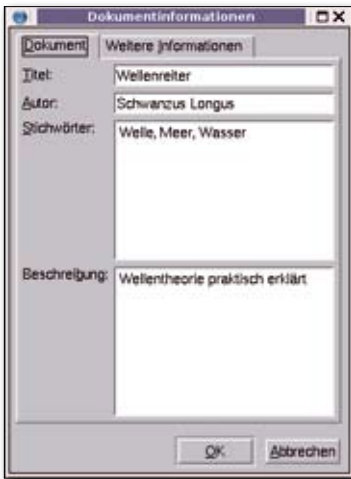 Dokumentinformationen
Dokument Weitere Informationen
Titel: Wellenreiter
Autor: Schwanzus Longus
Stichwörter: Welle, Meer, Wasser
Beschreibung: Wellentheorie praktisch erklärt
OK Abbrechen